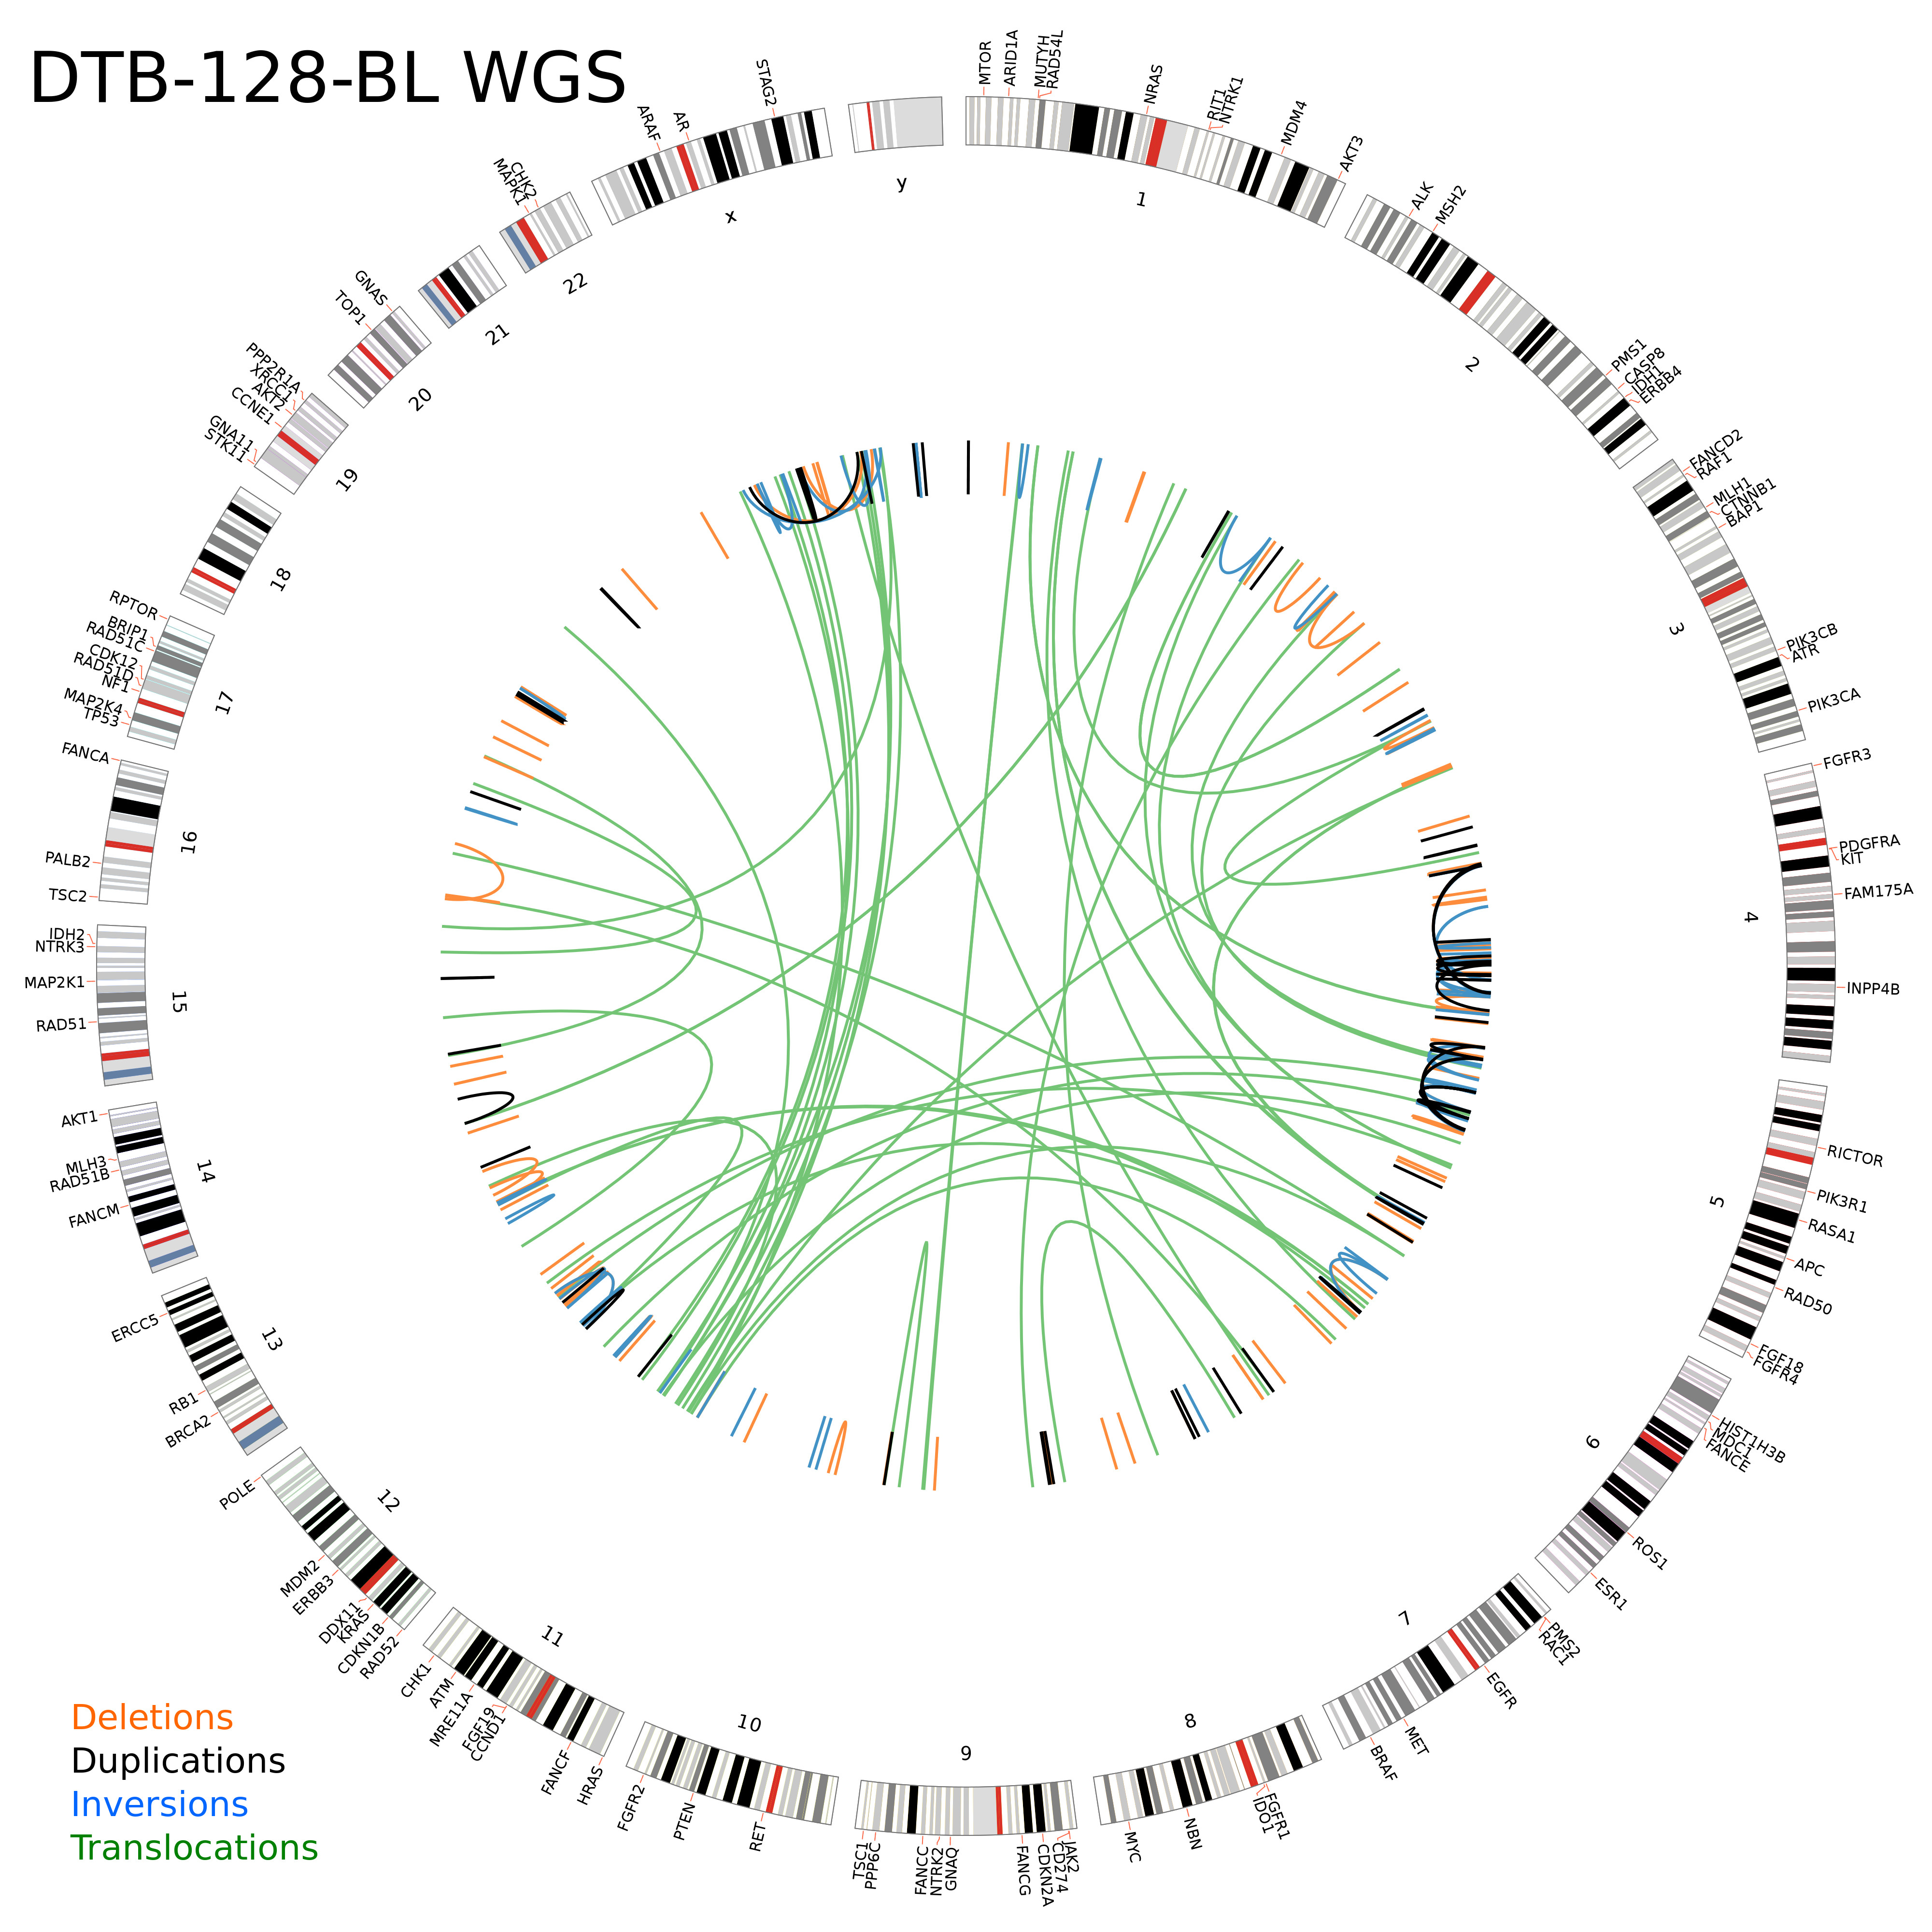 DTB-128-BL WGS
MTOR
ARID1A
MUTYH
RAD54L
NRAS
RIT1
NTRK1
MDM4
AKT3
1
ALK
MSH2
PMS1
CASP8
IDH1
ERBB4
2
FANCD2
RAF1
MLH1
CTNNB1
BAP1
PIK3CB
ATR
PIK3CA
3
FGFR3
PDGFRA
KIT
FAM175A
INPP4B
4
RICTOR
PIK3R1
RASA1
APC
RAD50
FGF18
FGFR4
5
HIST1H3B
MDC1
FANCE
ROS1
ESR1
6
PMS2
RAC1
EGFR
MET
BRAF
7
FGFR1
IDO1
NBN
MYC
8
JAK2
CD274
CDKN2A
FANCG
GNAQ
NTRK2
FANCC
PPP6C
TSC1
9
RET
PTEN
FGFR2
10
HRAS
FANCF
CCND1
FGF19
MRE11A
ATM
CHK1
11
RAD52
CDKN1B
KRAS
DDX11
ERBB3
MDM2
POLE
12
BRCA2
RB1
ERCC5
13
FANCM
RAD51B
MLH3
AKT1
14
RAD51
MAP2K1
NTRK3
IDH2
15
TSC2
PALB2
FANCA
16
TP53
MAP2K4
NF1
RAD51D
CDK12
RAD51C
BRIP1
RPTOR
17
18
STK11
GNA11
CCNE1
AKT2
XRCC1
PPP2R1A
19
TOP1
GNAS
20
21
MAPK1
CHK2
22
ARAF
AR
STAG2
x
y
Deletions
Duplications
Inversions
Translocations